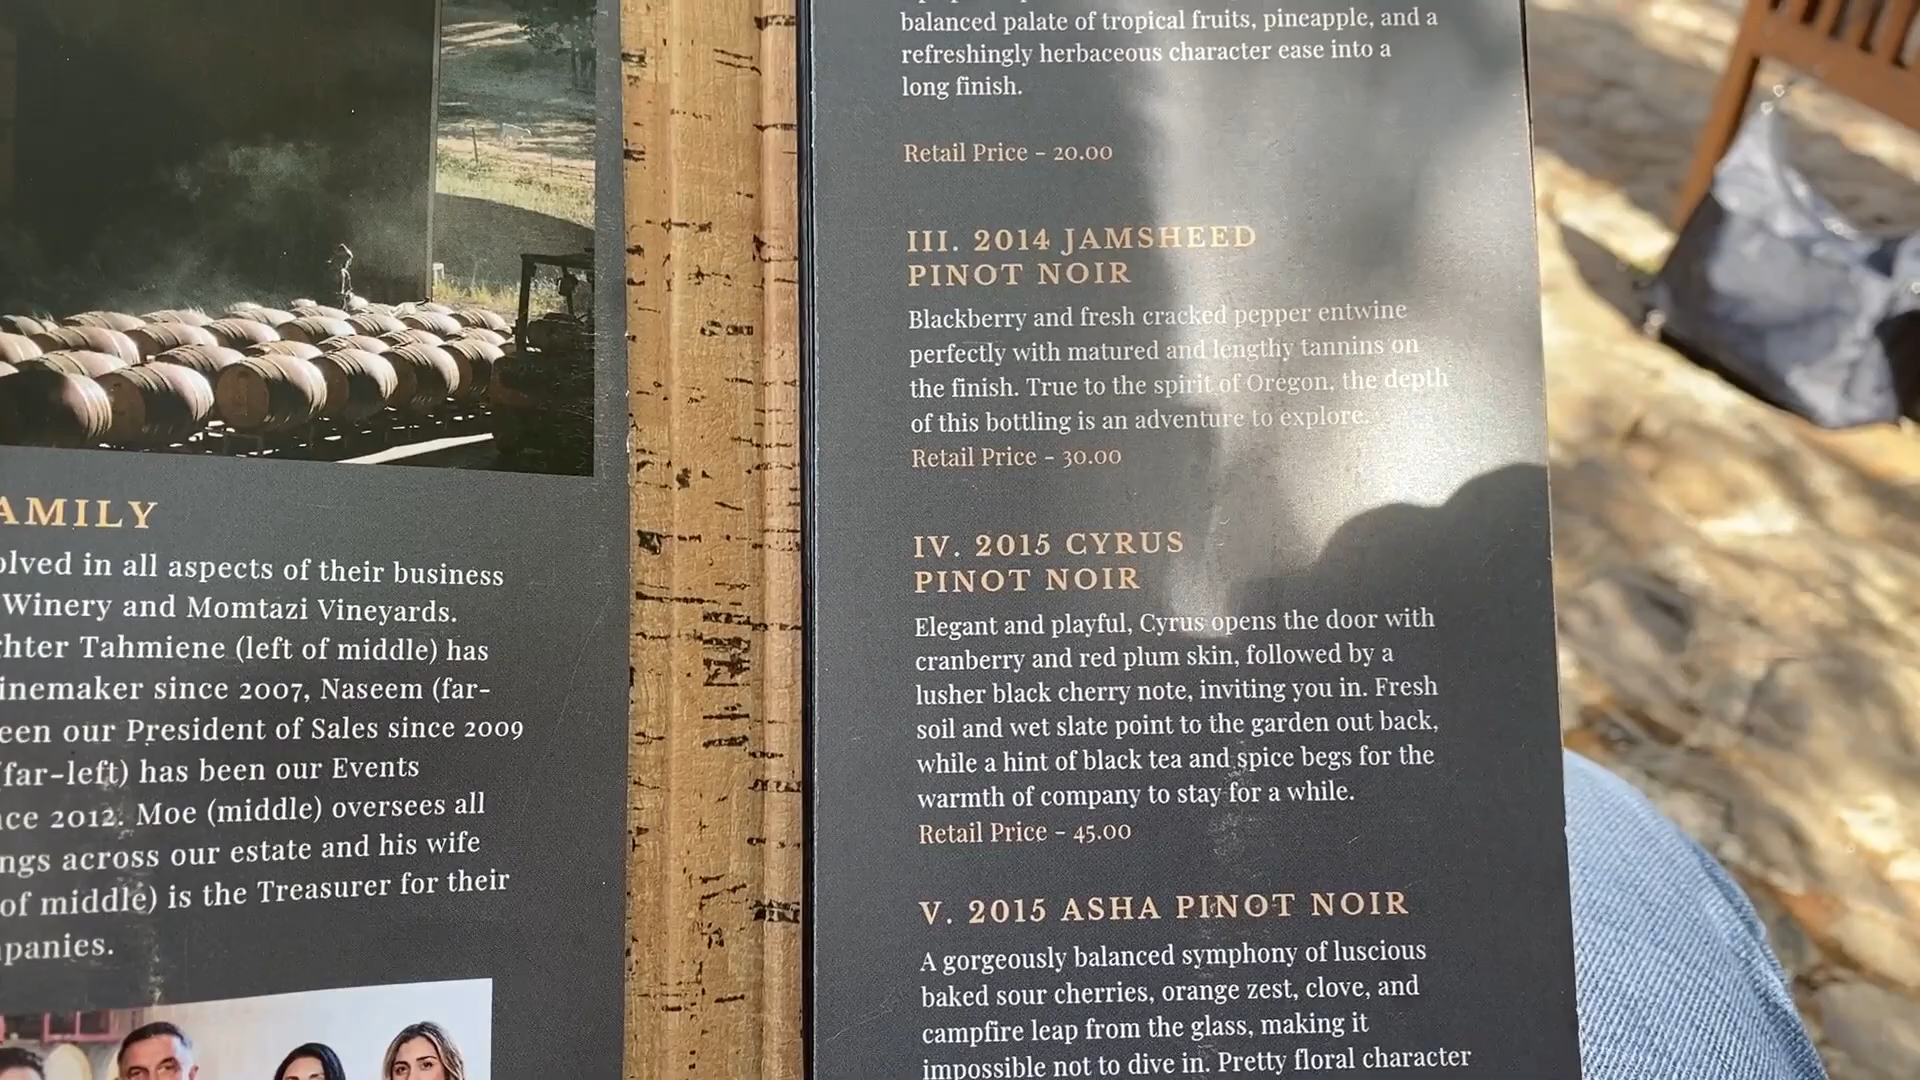 AMILY
olved in all aspects of their business
Winery and Momtazi Vineyards.
ghter Tahmiene (left of middle) has
inemaker since 2007, Naseem (far-
een our President of Sales since 2009
(far-left) has been our Events
nce 2012. Moe (middle) oversees all
ngs across our estate and his wife
of middle) is the Treasurer for their
mpanies.
balanced palate of tropical fruits, pineapple, and a
refreshingly herbaceous character ease into a
long finish.
Retail Price - 20.00
III. 2014 JAMSHEED
PINOT NOIR
Blackberry and fresh cracked pepper entwine
perfectly with matured and lengthy tannins on
the finish. True to the spirit of Oregon, the depth
of this bottling is an adventure to explore.
Retail Price - 30.00
IV. 2015 CYRUS
PINOT NOIR
Elegant and playful, Cyrus opens the door with
cranberry and red plum skin, followed by a
lusher black cherry note, inviting you in. Fresh
soil and wet slate point to the garden out back,
while a hint of black tea and spice begs for the
warmth of company to stay for a while.
Retail Price - 45.00
V. 2015 ASHA PINOT NOIR
A gorgeously balanced symphony of luscious
baked sour cherries, orange zest, clove, and
campfire leap from the glass, making it
impossible not to dive in. Pretty floral character